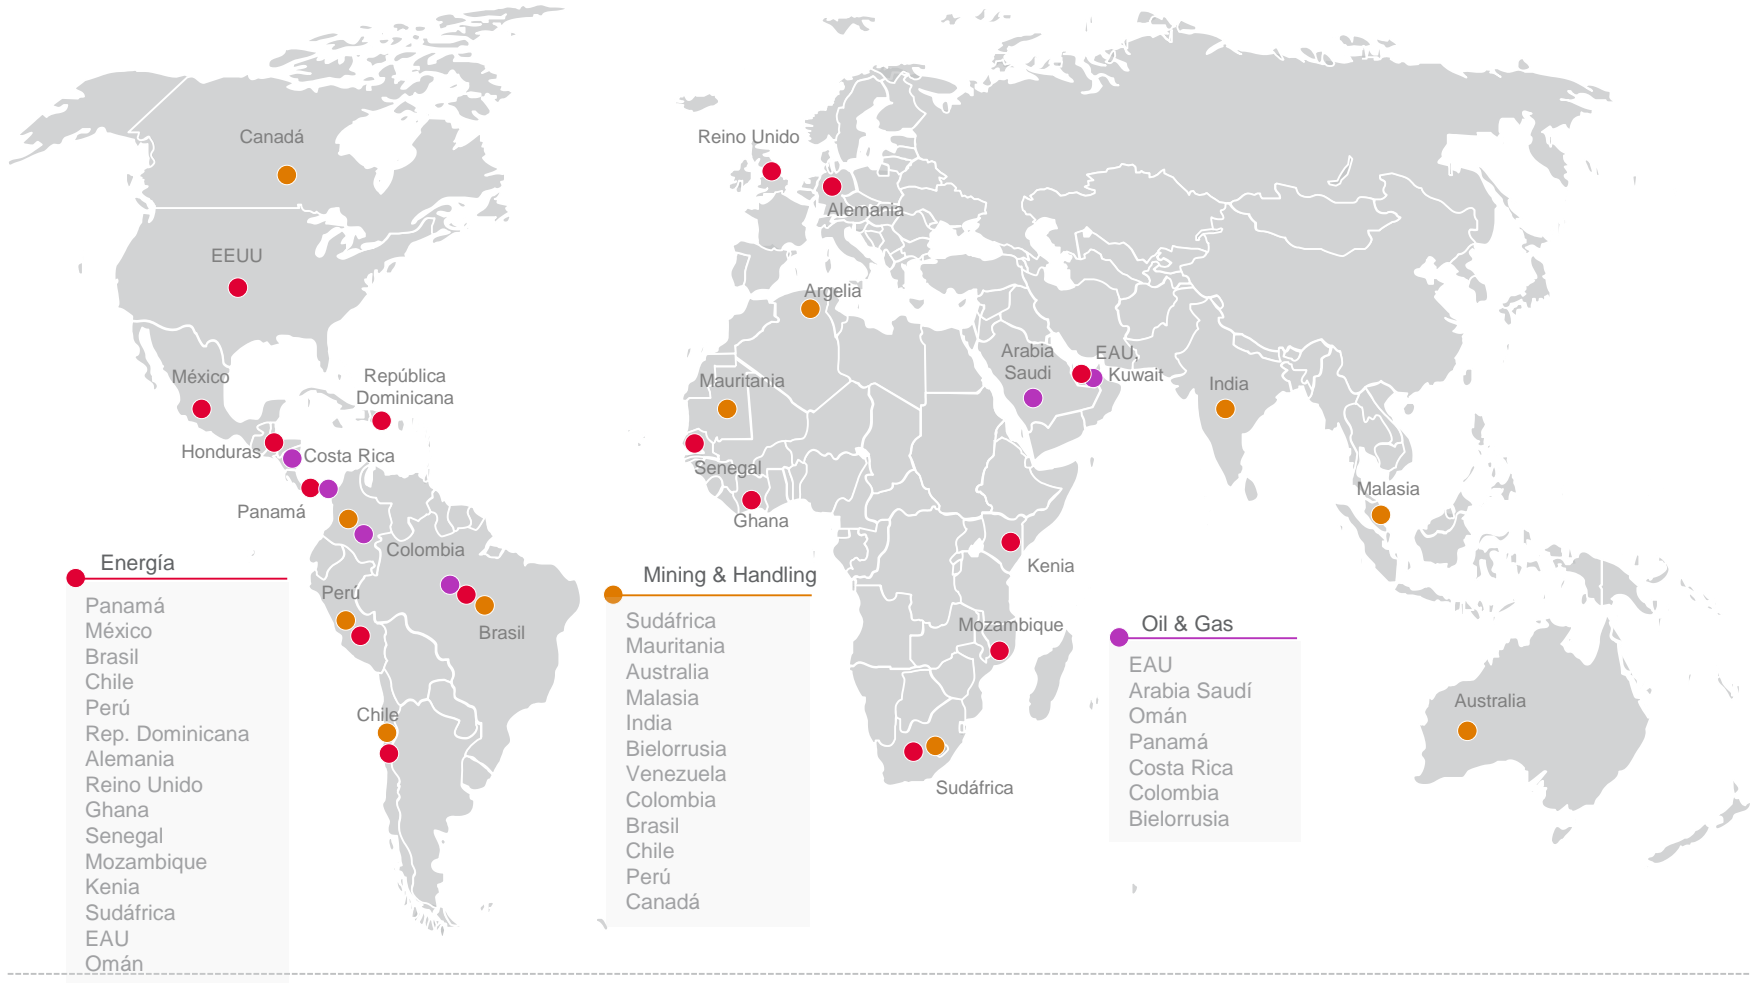 Canadá
Reino Unido
Alemania
EEUU
Argelia
Arabia
Saudi
EAU,
Kuwait
México
República
Dominicana
Mauritania
India
Honduras
Costa Rica
Senegal
Panamá
Ghana
Malasia
Colombia
Kenia
Perú
Brasil
Mozambique
Chile
Sudáfrica
Australia
Energía
Panamá
México
Brasil
Chile
Perú
Rep. Dominicana
Alemania
Reino Unido
Ghana
Senegal
Mozambique
Kenia
Sudáfrica
EAU
Omán
Mining & Handling
Sudáfrica
Mauritania
Australia
Malasia
India
Bielorrusia
Venezuela
Colombia
Brasil
Chile
Perú
Canadá
Oil & Gas
EAU
Arabia Saudí
Omán
Panamá
Costa Rica
Colombia
Bielorrusia